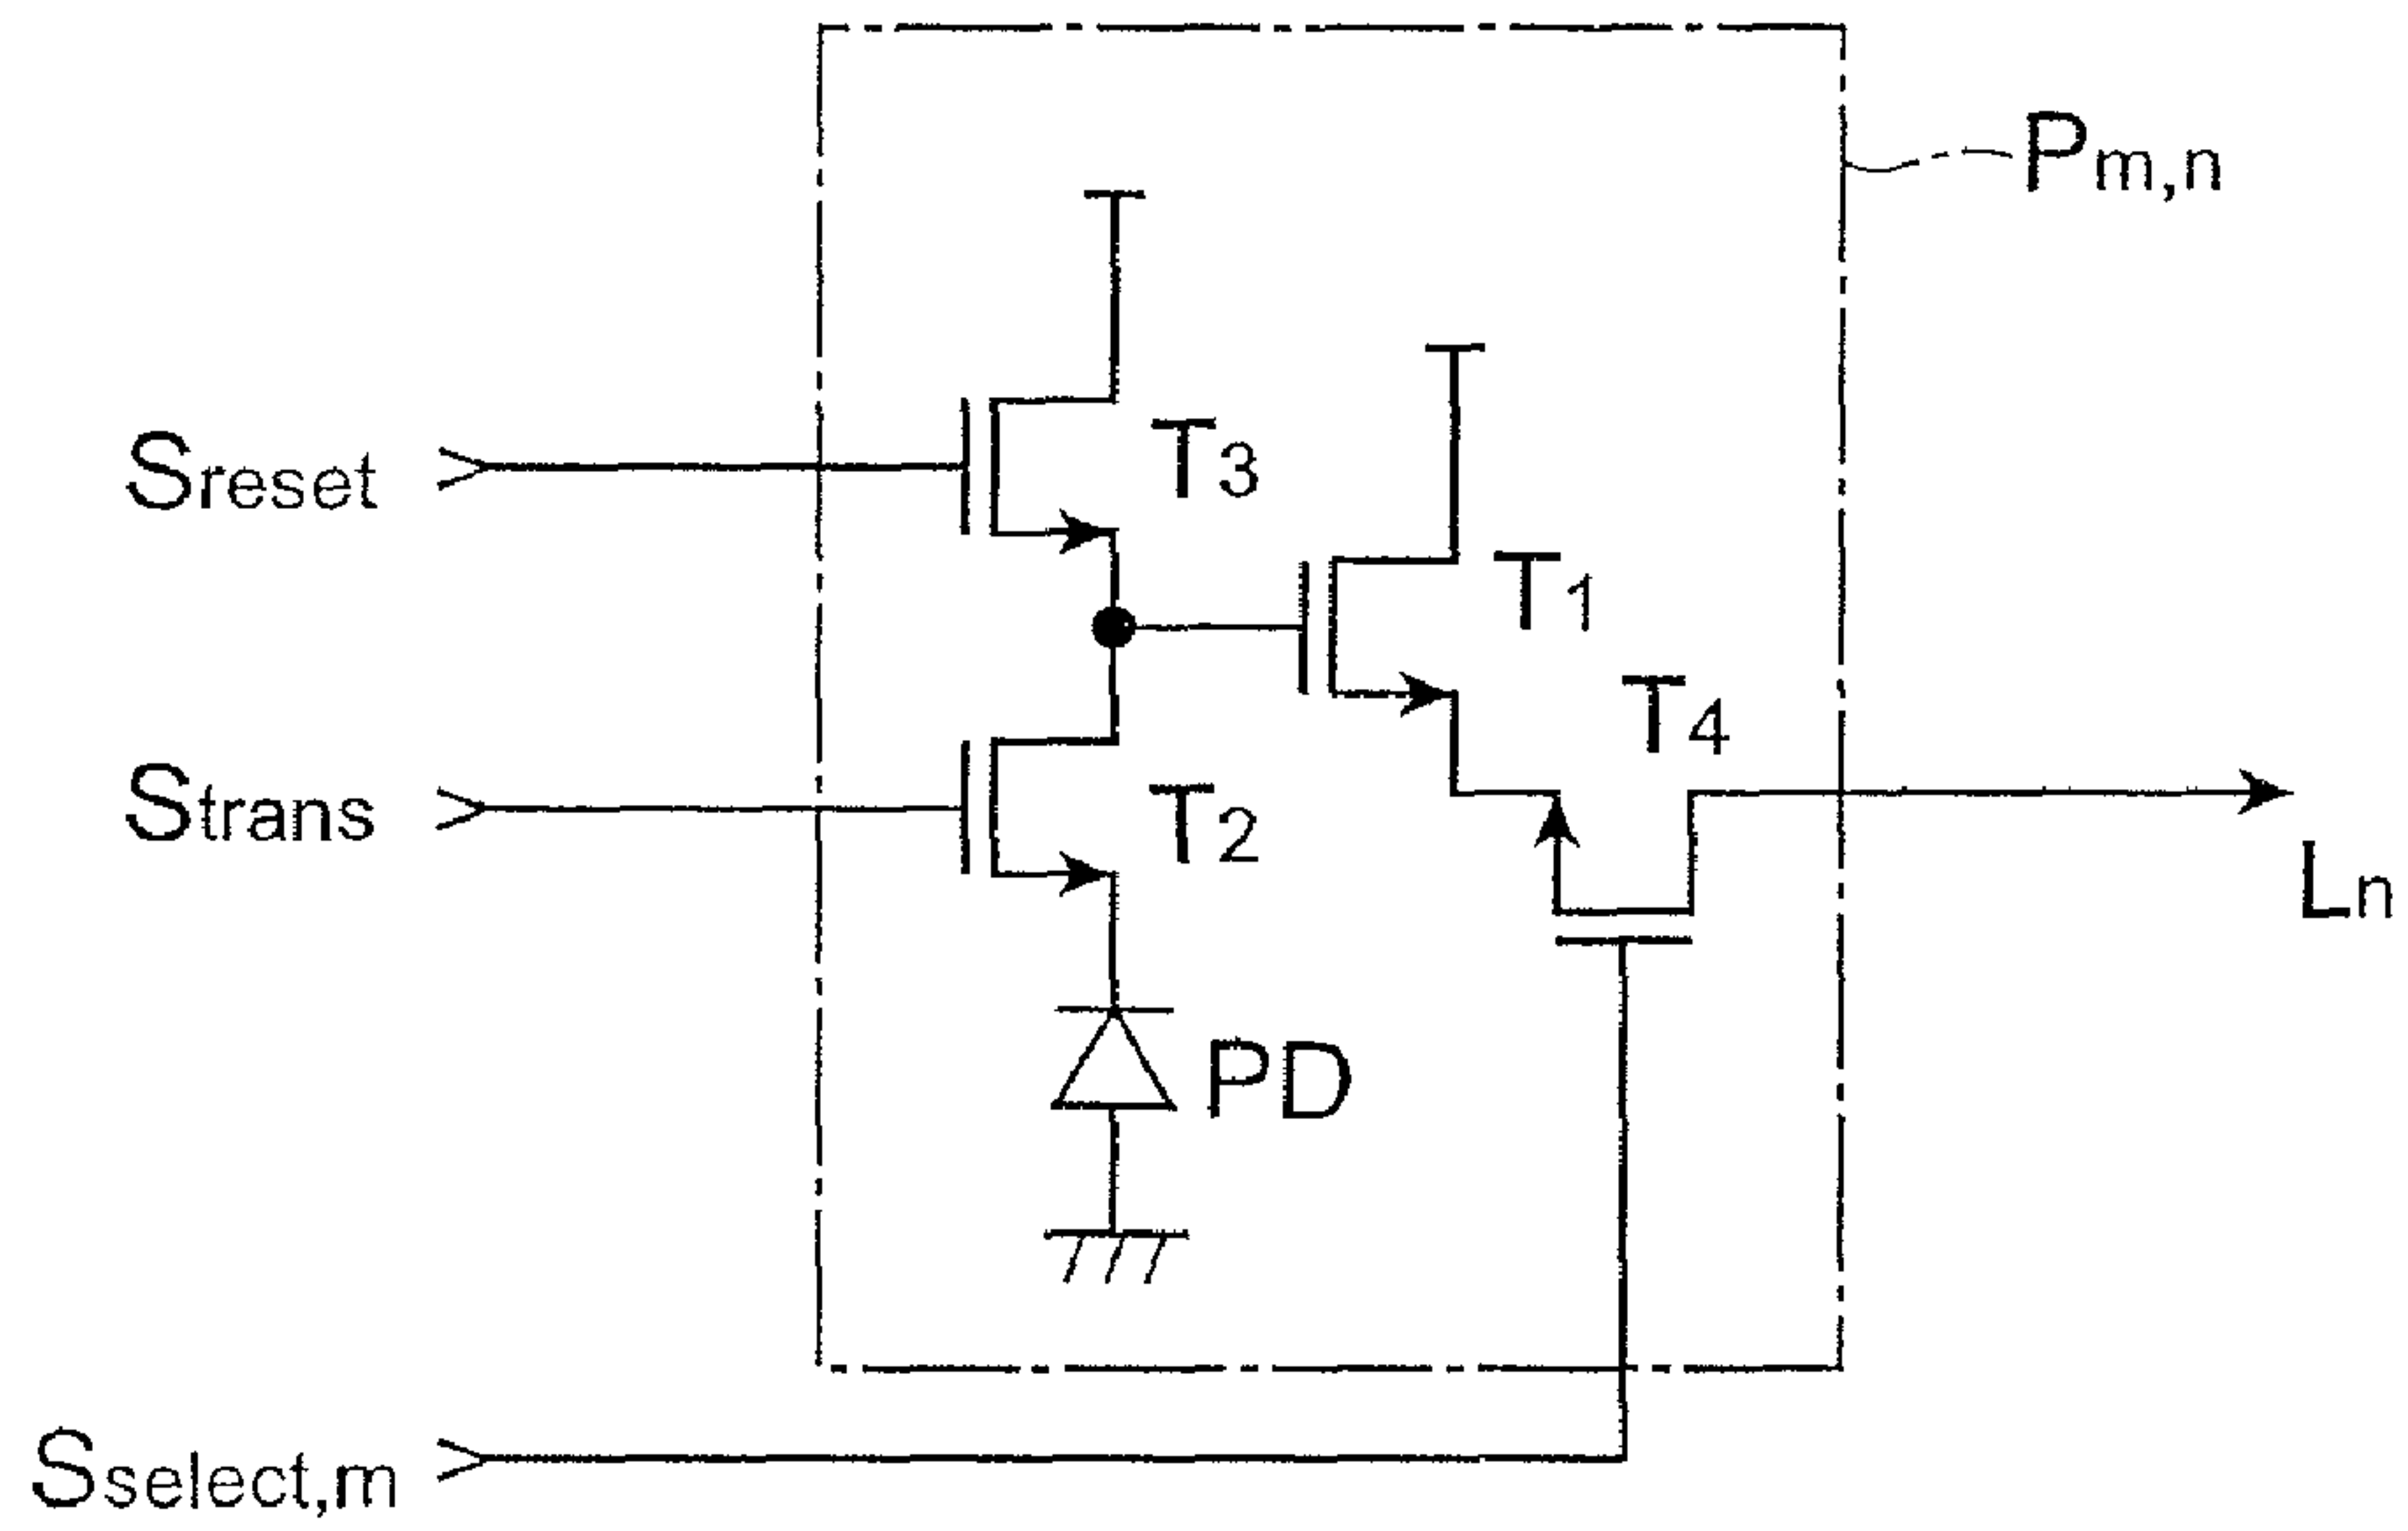 Pm,n
Sreset
T3
T1
T4
Strans
T2
Ln
PD
Sselect,m